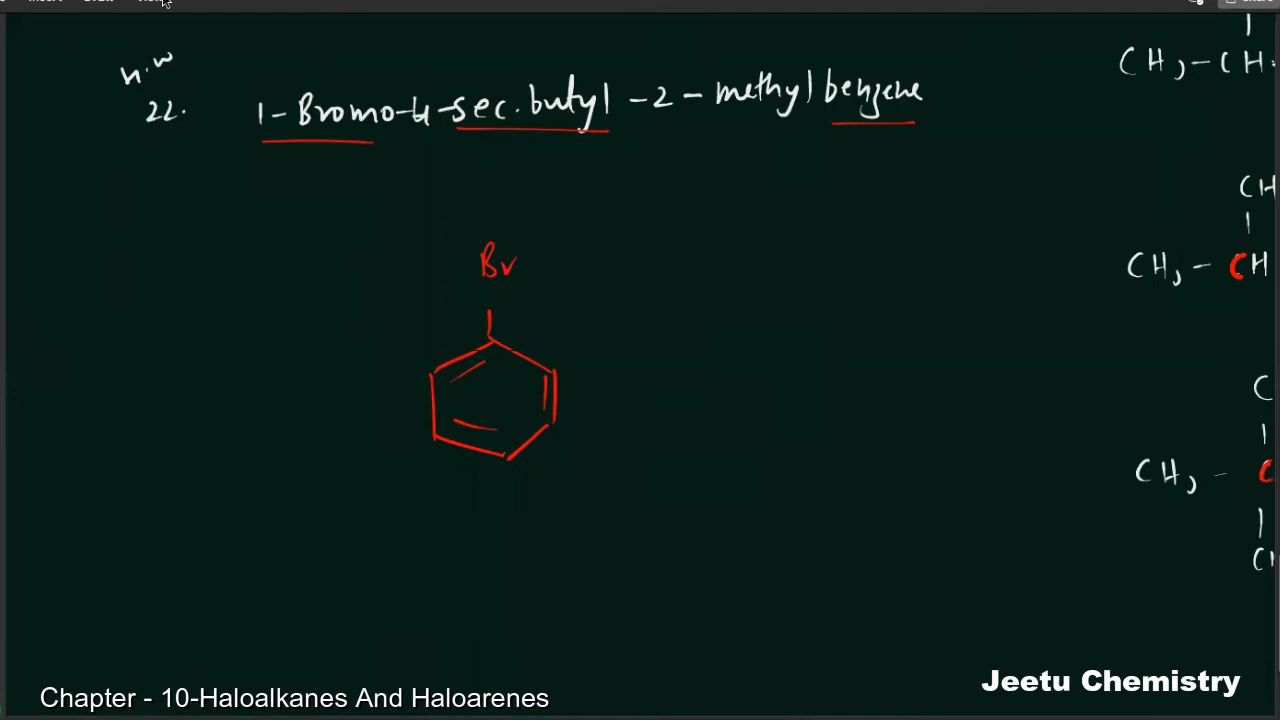 H.W
22. 1-Bromo-4-sec.butyl-2-methylbenzene
Br
CH3-CH
CH
CH3-CH
C
CH3-C
Jeetu Chemistry
Chapter - 10-Haloalkanes And Haloarenes